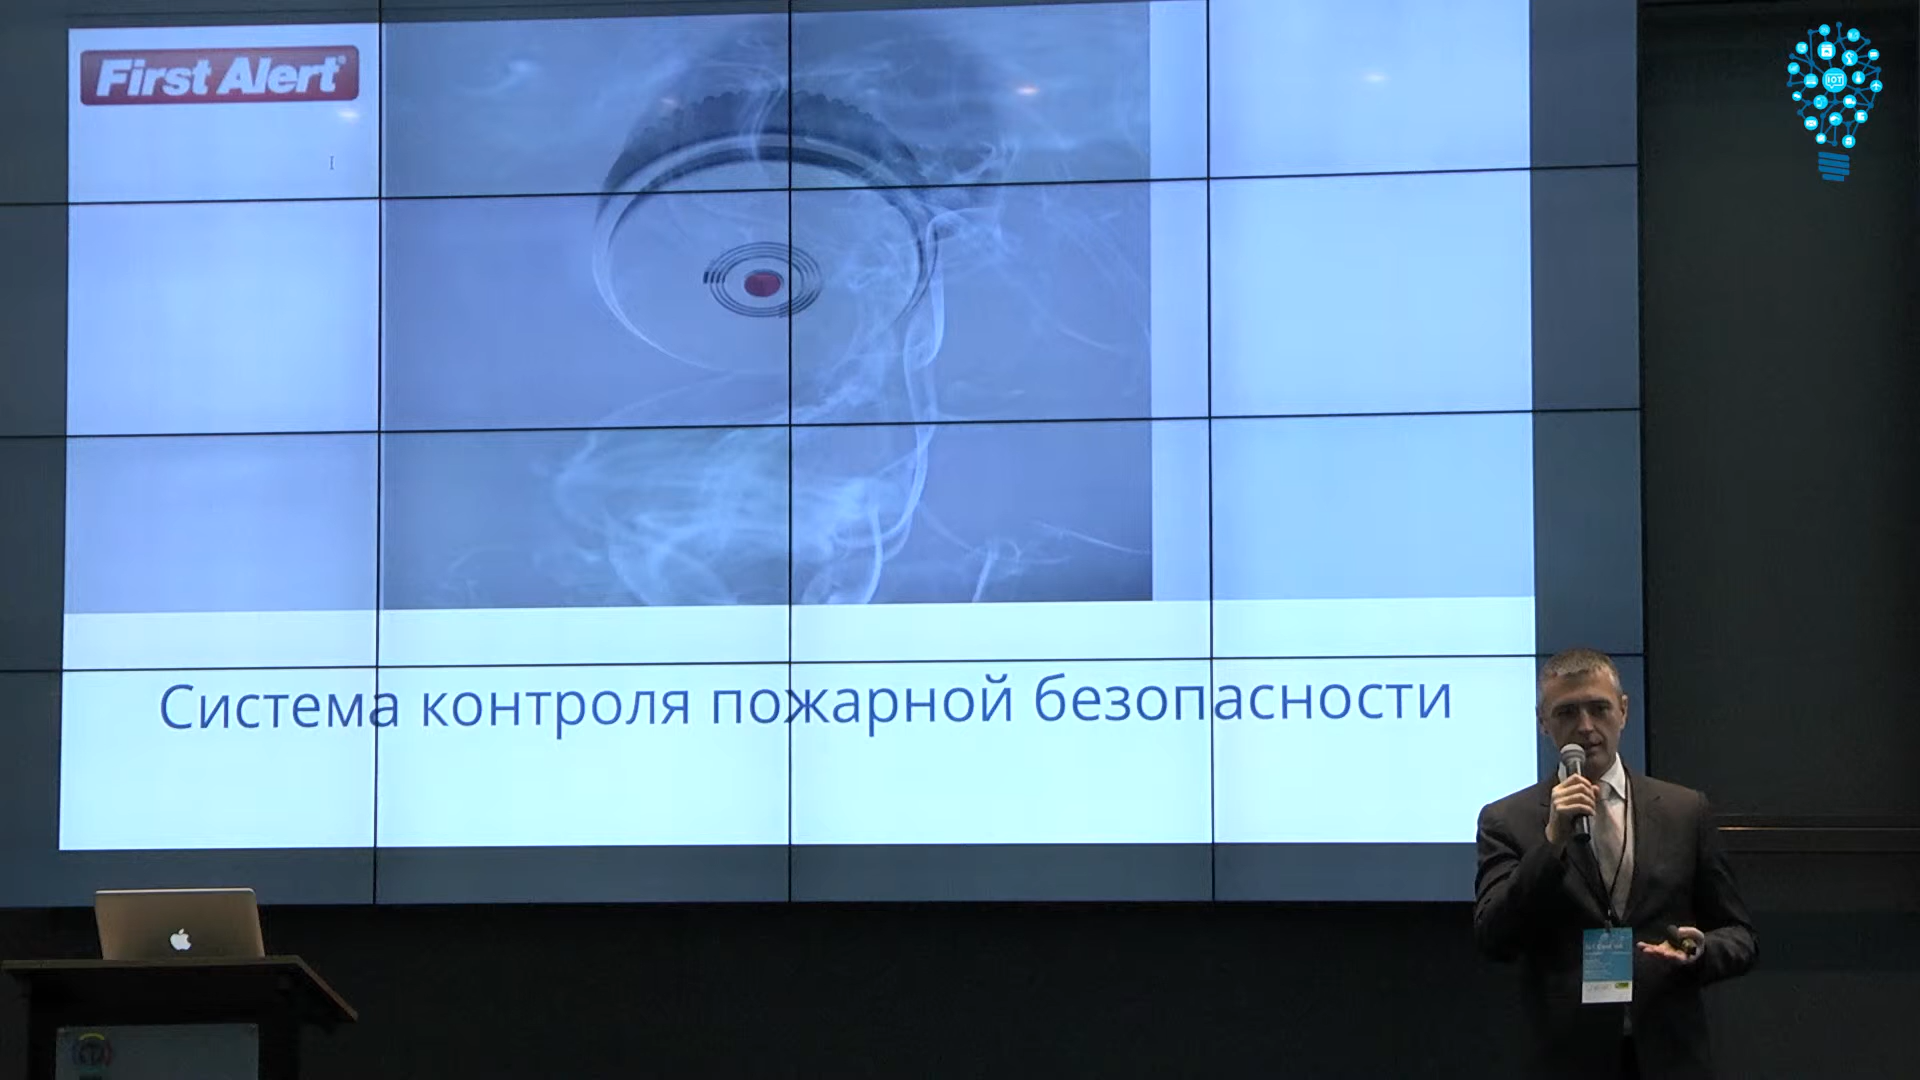 First Alert
IOT
Система контроля пожарной безопасности